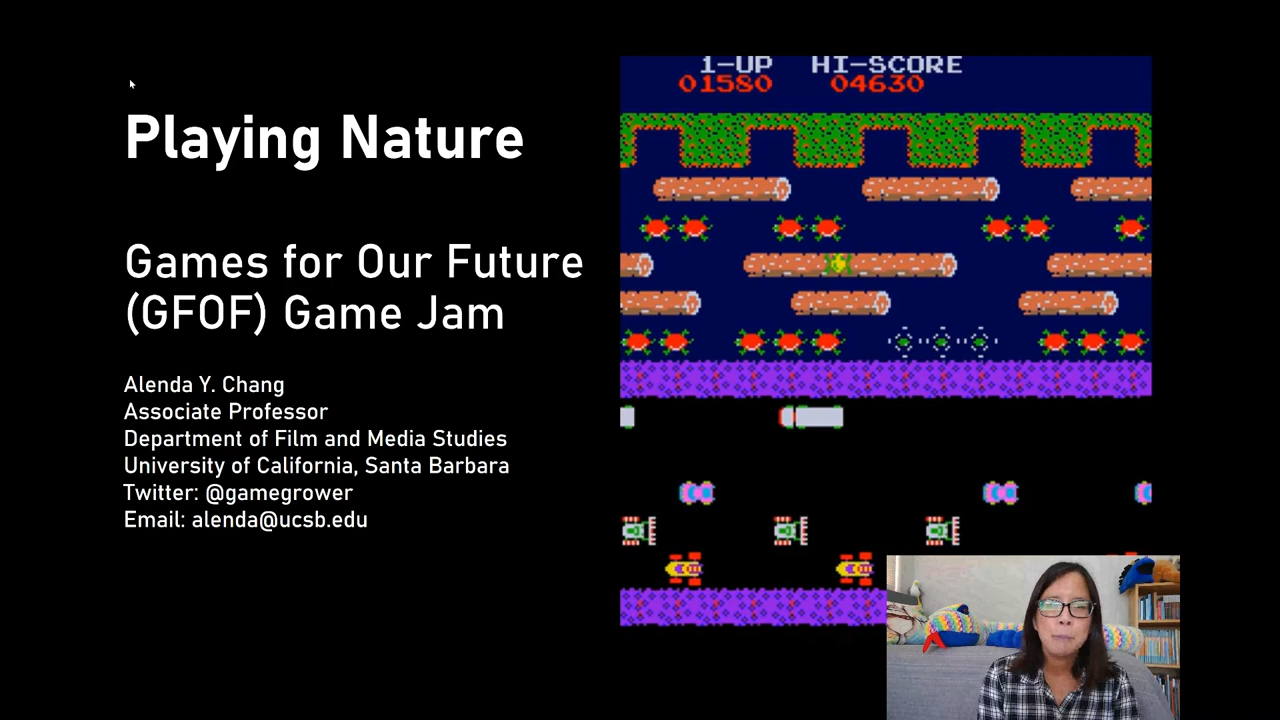 Playing Nature
Games for Our Future
(GFOF) Game Jam
Alenda Y. Chang
Associate Professor
Department of Film and Media Studies
University of California, Santa Barbara
Twitter: @gamegrower
Email: alenda@ucsb.edu
1-UP HI-SCORE
01580 04630